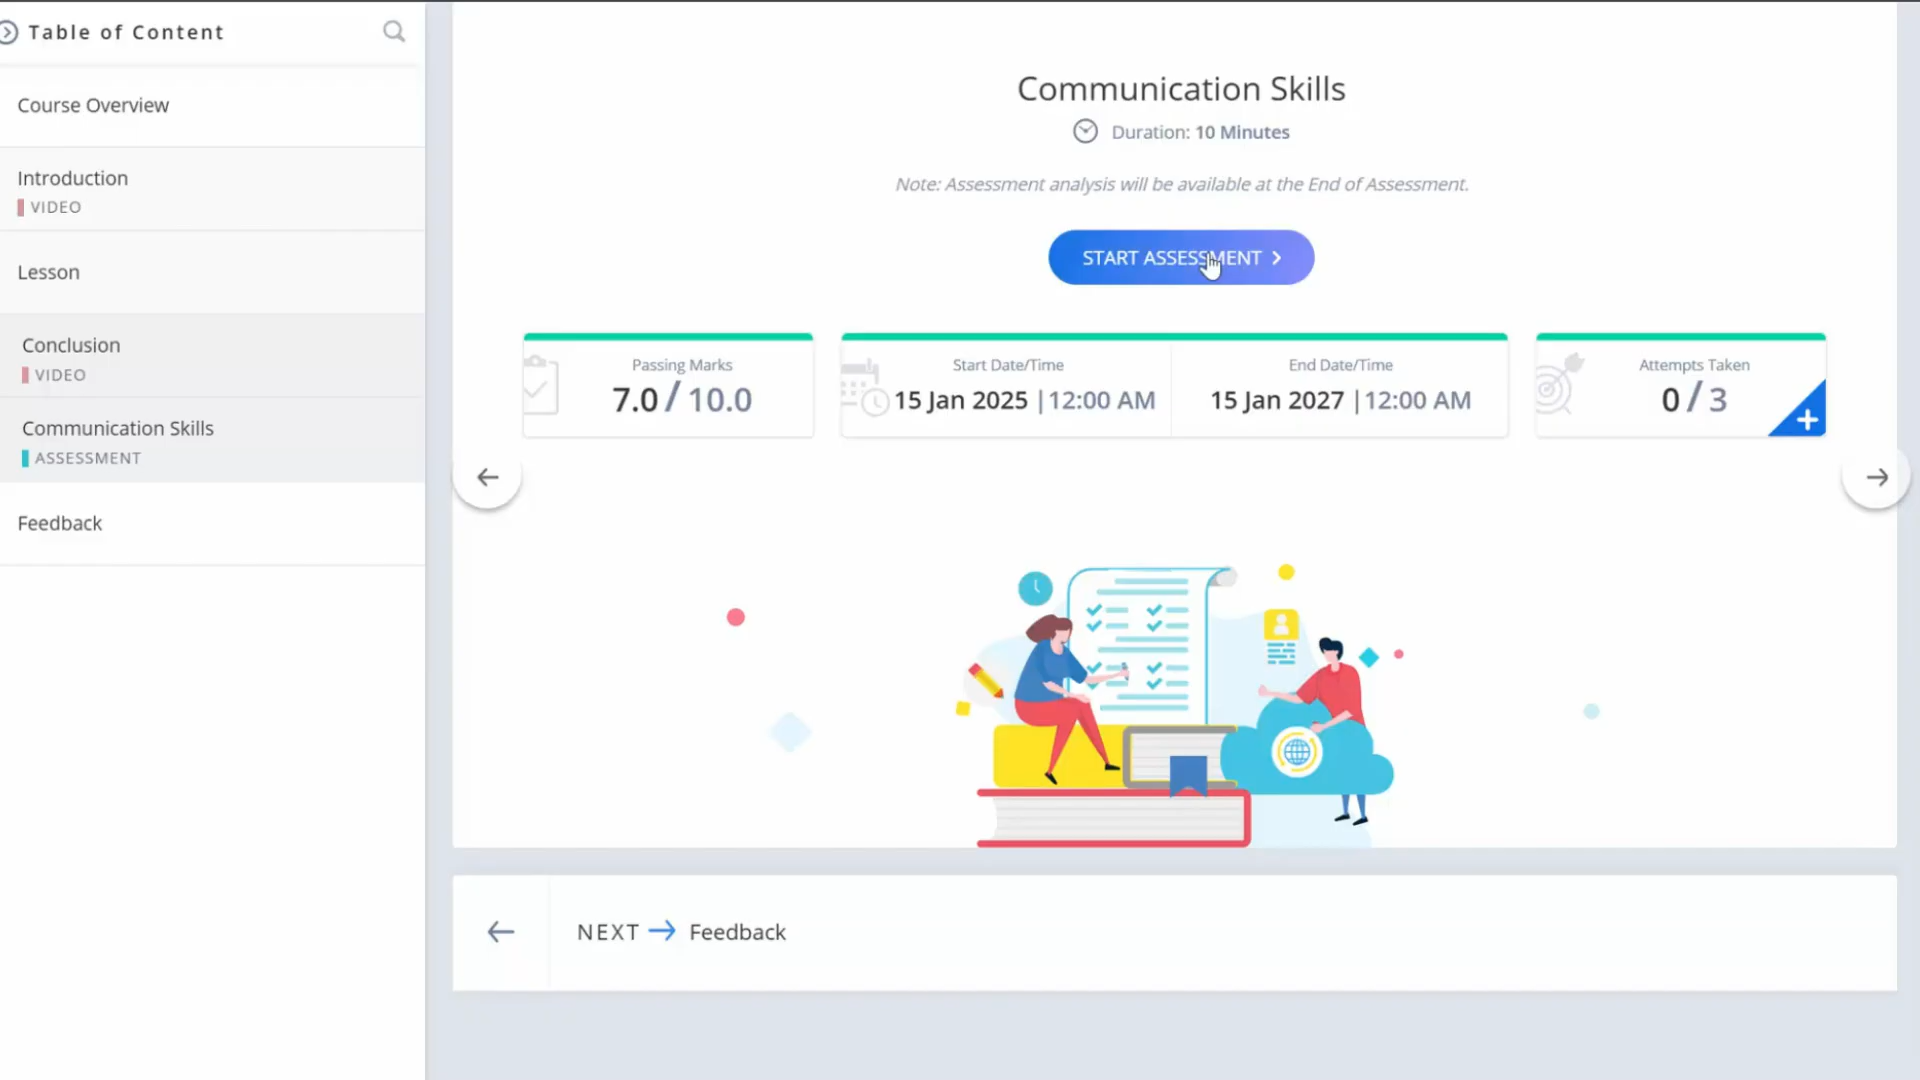 Table of Content
Course Overview
Introduction
VIDEO
Lesson
Conclusion
VIDEO
Communication Skills
ASSESSMENT
Feedback
Communication Skills
Duration: 10 Minutes
Note: Assessment analysis will be available at the End of Assessment.
START ASSESSMENT
Passing Marks
7.0 / 10.0
Start Date/Time
15 Jan 2025 | 12:00 AM
End Date/Time
15 Jan 2027 | 12:00 AM
Attempts Taken
0 / 3
NEXT → Feedback